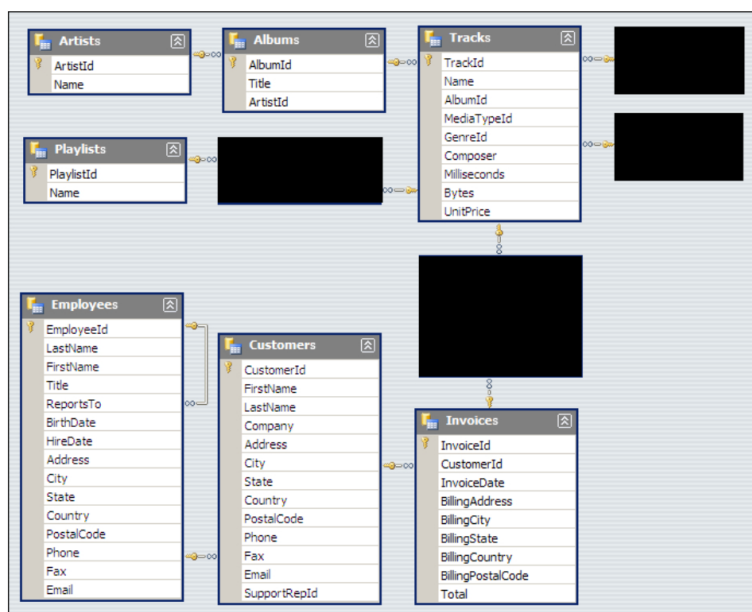 Artists
ArtistId
Name
Albums
AlbumId
Title
ArtistId
Tracks
TrackId
Name
AlbumId
MediaTypeId
GenreId
Composer
Milliseconds
Bytes
UnitPrice
Playlists
PlaylistId
Name
Employees
EmployeeId
LastName
FirstName
Title
ReportsTo
BirthDate
HireDate
Address
City
State
Country
PostalCode
Phone
Fax
Email
Customers
CustomerId
FirstName
LastName
Company
Address
City
State
Country
PostalCode
Phone
Fax
Email
SupportRepId
Invoices
InvoiceId
CustomerId
InvoiceDate
BillingAddress
BillingCity
BillingState
BillingCountry
BillingPostalCode
Total